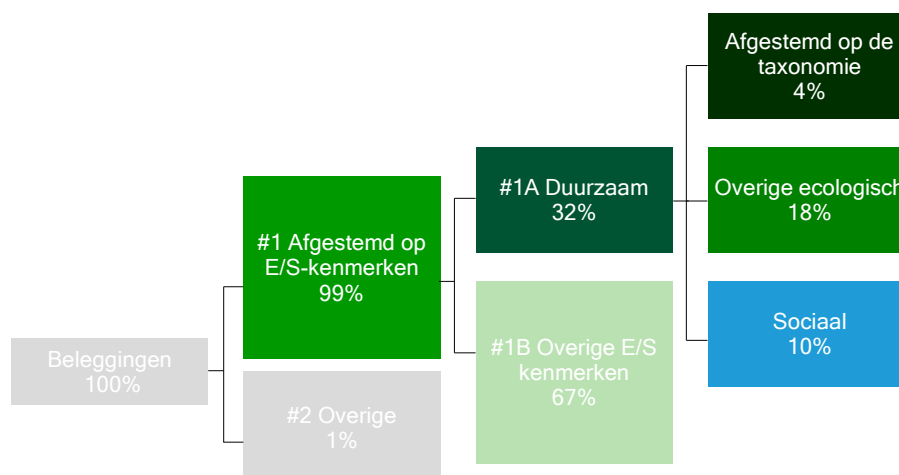 Beleggingen
100%
#1 Afgestemd op
E/S-kenmerken
99%
#2 Overige
1%
#1A Duurzaam
32%
#1B Overige E/S
kenmerken
67%
Afgestemd op de
taxonomie
4%
Overige ecologisch
18%
Sociaal
10%